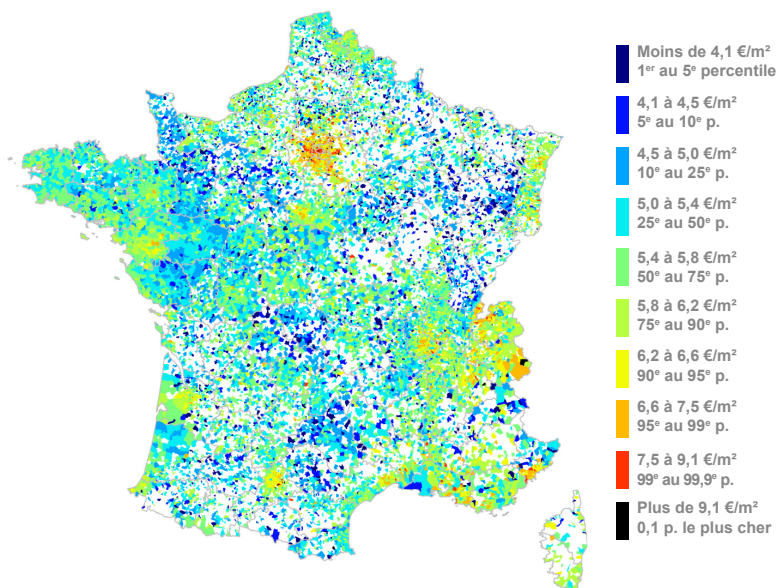 Moins de 4,1 €/m²
1er au 5e percentile
4,1 à 4,5 €/m²
5e au 10e p.
4,5 à 5,0 €/m²
10e au 25e p.
5,0 à 5,4 €/m²
25e au 50e p.
5,4 à 5,8 €/m²
50e au 75e p.
5,8 à 6,2 €/m²
75e au 90e p.
6,2 à 6,6 €/m²
90e au 95e p.
6,6 à 7,5 €/m²
95e au 99e p.
7,5 à 9,1 €/m²
99e au 99,9e p.
Plus de 9,1 €/m²
0,1 p. le plus cher